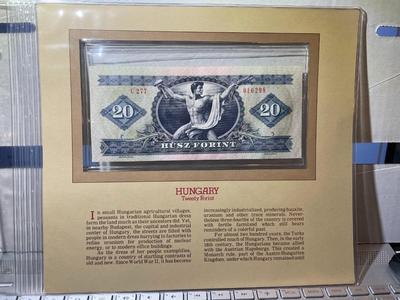 U 277
016298
20
20
HÚSZ FORINT
HUNGARY
Twenty Forint
In small Hungarian agricultural villages,
peasants in traditional Hungarian dress
farm the land much as their ancestors did. Yet,
in nearby Budapest, the capital and industrial
center of Hungary, the streets are filled with
people in modern dress hurrying to factories to
refine uranium for production of nuclear
energy, or to modern office buildings.
As the dress of her people exemplifies,
Hungary is a country of startling contrasts of
old and new. Since World War II, it has become
increasingly industrialized, producing bauxite,
uranium and other trace minerals. Never-
theless three-fourths of the country is covered
with fertile farmland which still bears
reminders of a colorful past.
For almost two hundred years, the Turks
controlled much of Hungary. Then, in the early
18th century, the Hungarians became allied
with the Austrian Hapsburgs. This created a
Monarch rule, part of the Austro-Hungarian
Kingdom, under which Hungary remained until